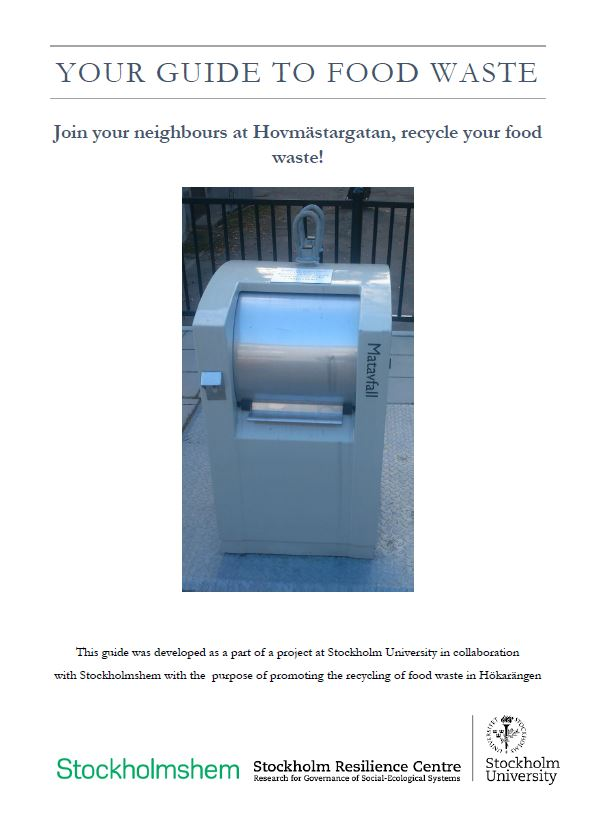 YOUR GUIDE TO FOOD WASTE
Join your neighbours at Hovmästargatan, recycle your food
waste!
Matavfall
This guide was developed as a part of a project at Stockholm University in collaboration
with Stockholmshem with the purpose of promoting the recycling of food waste in Hökarängen
Stockholmshem
Stockholm Resilience Centre
Research for Governance of Social-Ecological Systems
Stockholm
University